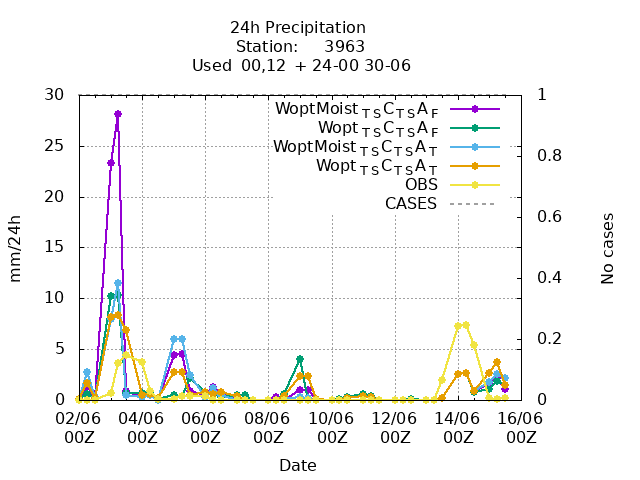 24h Precipitation
Station: 3963
Used 00,12 + 24-00 30-06
30 1
WoptMoist TS C TS A F
Wopt TS C TS A F
WoptMoist TS C TS A T
Wopt TS C TS A T
OBS
CASES
25
0.8
20
0.6
15
10
0.4
5
0.2
0 0
mm/24h
No cases
02/06 04/06 06/06 08/06 10/06 12/06 14/06 16/06
00Z 00Z 00Z 00Z 00Z 00Z 00Z 00Z
Date